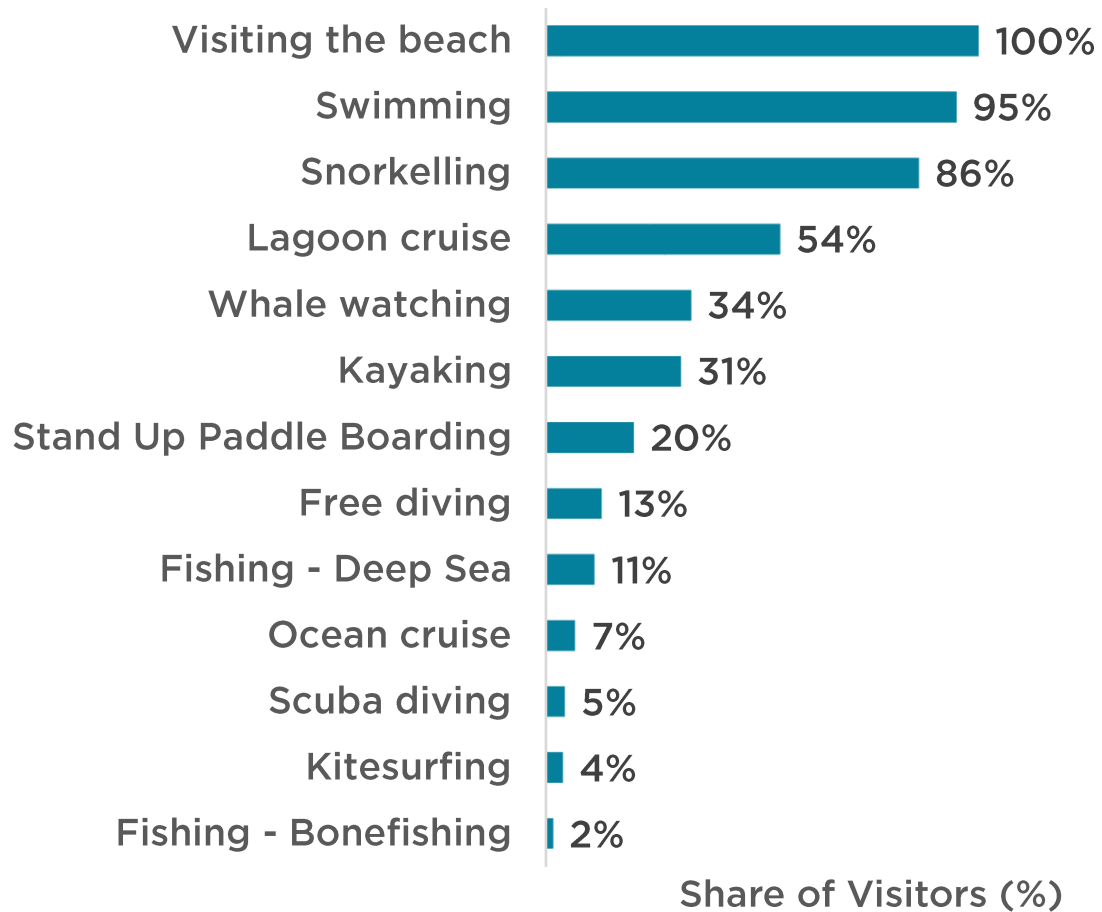 Visiting the beach 100%
Swimming 95%
Snorkelling 86%
Lagoon cruise 54%
Whale watching 34%
Kayaking 31%
Stand Up Paddle Boarding 20%
Free diving 13%
Fishing - Deep Sea 11%
Ocean cruise 7%
Scuba diving 5%
Kitesurfing 4%
Fishing - Bonefishing 2%
Share of Visitors (%)